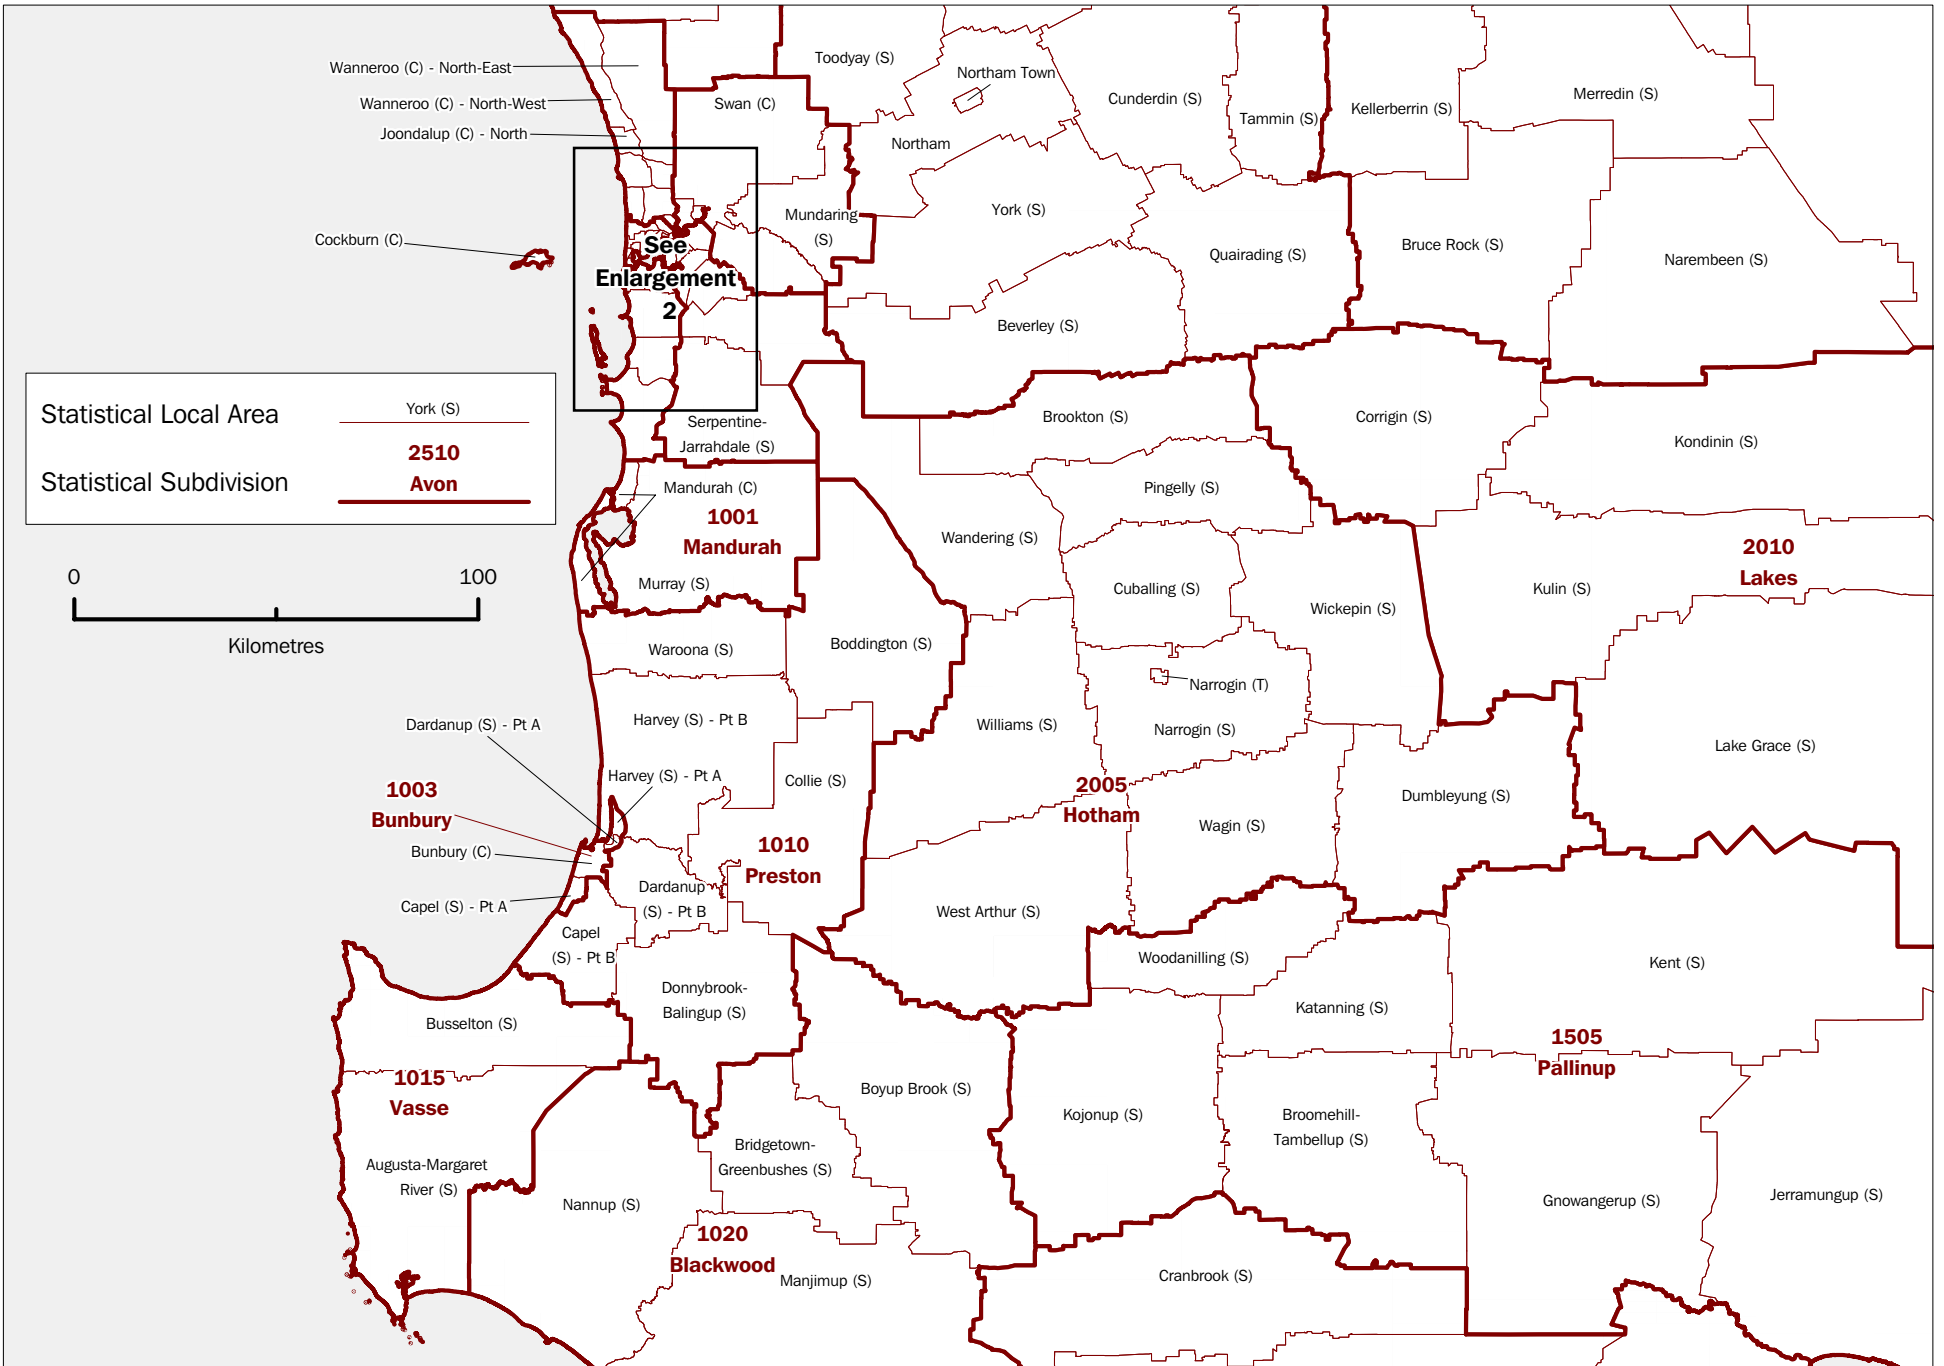 Wanneroo (C) - North-East
Wanneroo (C) - North-West
Joondalup (C) - North
Swan (C)
Toodyay (S)
Northam Town
Northam
Cunderdin (S)
Tammin (S)
Kellerberrin (S)
Merredin (S)
Cockburn (C)
See
Enlargement
2
Mundaring
(S)
York (S)
Quairading (S)
Bruce Rock (S)
Narembeen (S)
Beverley (S)
Statistical Local Area
York (S)
Statistical Subdivision
2510
Avon
Serpentine-
Jarrahdale (S)
Brookton (S)
Corrigin (S)
Kondinin (S)
Mandurah (C)
1001
Mandurah
Murray (S)
Pingelly (S)
Wandering (S)
Cuballing (S)
Wickepin (S)
Kulin (S)
2010
Lakes
0
100
Kilometres
Waroona (S)
Boddington (S)
Narrogin (T)
Narrogin (S)
Williams (S)
Harvey (S) - Pt B
Dardanup (S) - Pt A
Harvey (S) - Pt A
Collie (S)
Lake Grace (S)
1003
Bunbury
Bunbury (C)
Capel (S) - Pt A
2005
Hotham
Dumbleyung (S)
Wagin (S)
1010
Preston
Dardanup
(S) - Pt B
West Arthur (S)
Capel
(S) - Pt B
Woodanilling (S)
Kent (S)
Donnybrook-
Balingup (S)
Katanning (S)
Busselton (S)
1505
Pallinup
1015
Vasse
Boyup Brook (S)
Kojonup (S)
Broomehill-
Tambellup (S)
Bridgetown-
Greenbushes (S)
Augusta-Margaret
River (S)
Nannup (S)
Gnowangerup (S)
Jerramungup (S)
1020
Blackwood
Manjimup (S)
Cranbrook (S)